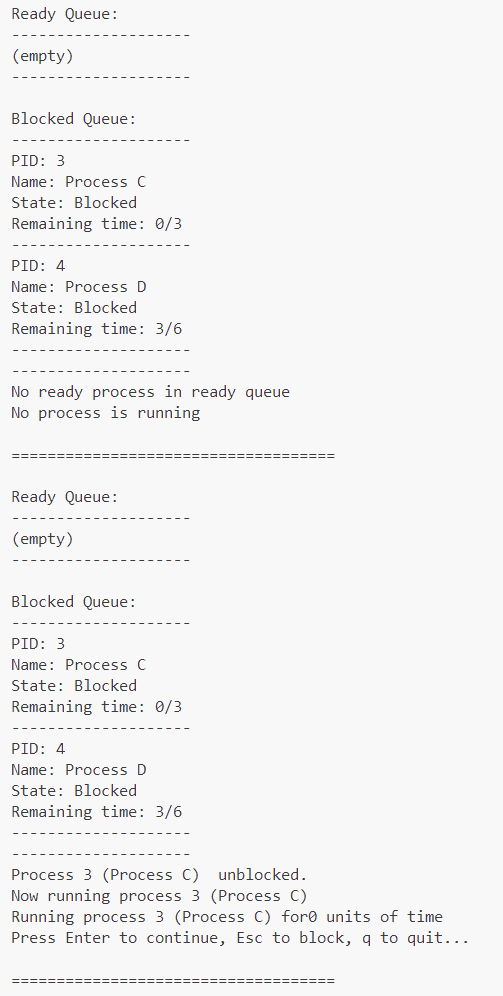 Ready Queue:
--------------------
(empty)
--------------------
Blocked Queue:
--------------------
PID: 3
Name: Process C
State: Blocked
Remaining time: 0/3
--------------------
PID: 4
Name: Process D
State: Blocked
Remaining time: 3/6
--------------------
--------------------
No ready process in ready queue
No process is running
====================================
Ready Queue:
--------------------
(empty)
--------------------
Blocked Queue:
--------------------
PID: 3
Name: Process C
State: Blocked
Remaining time: 0/3
--------------------
PID: 4
Name: Process D
State: Blocked
Remaining time: 3/6
--------------------
--------------------
Process 3 (Process C)  unblocked.
Now running process 3 (Process C)
Running process 3 (Process C) for0 units of time
Press Enter to continue, Esc to block, q to quit...
====================================